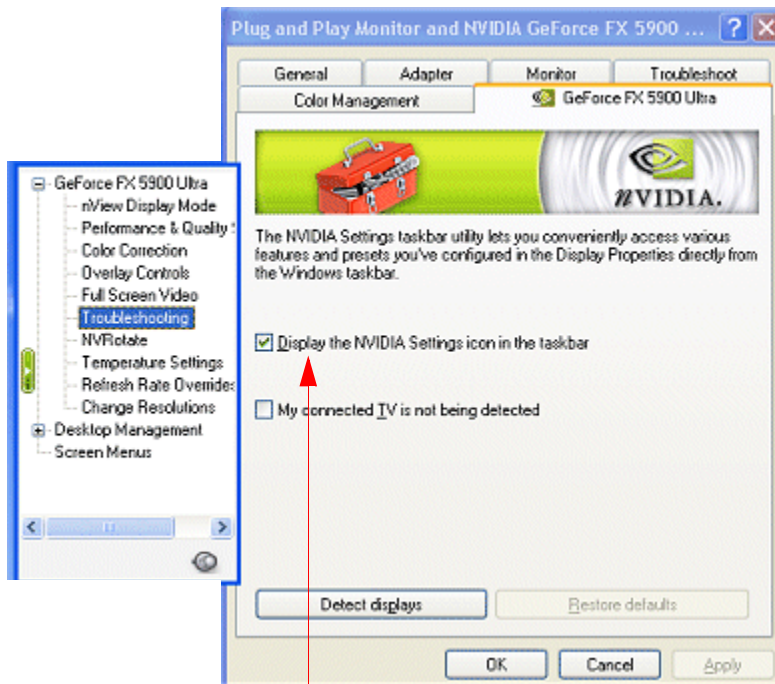 Plug and Play Monitor and NVIDIA GeForce FX 5900 ...
General
Adapter
Monitor
Troubleshoot
Color Management
GeForce FX 5900 Ultra
NVIDIA.
GeForce FX 5900 Ultra
nView Display Mode
Performance & Quality
Color Correction
Overlay Controls
Full Screen Video
Troubleshooting
NVRotate
Temperature Settings
Refresh Rate Overrides
Change Resolutions
Desktop Management
Screen Menus
The NVIDIA Settings taskbar utility lets you conveniently access various
features and presets you've configured in the Display Properties directly from
the Windows taskbar.
Display the NVIDIA Settings icon in the taskbar
My connected TV is not being detected
Detect displays
Restore defaults
OK
Cancel
Apply